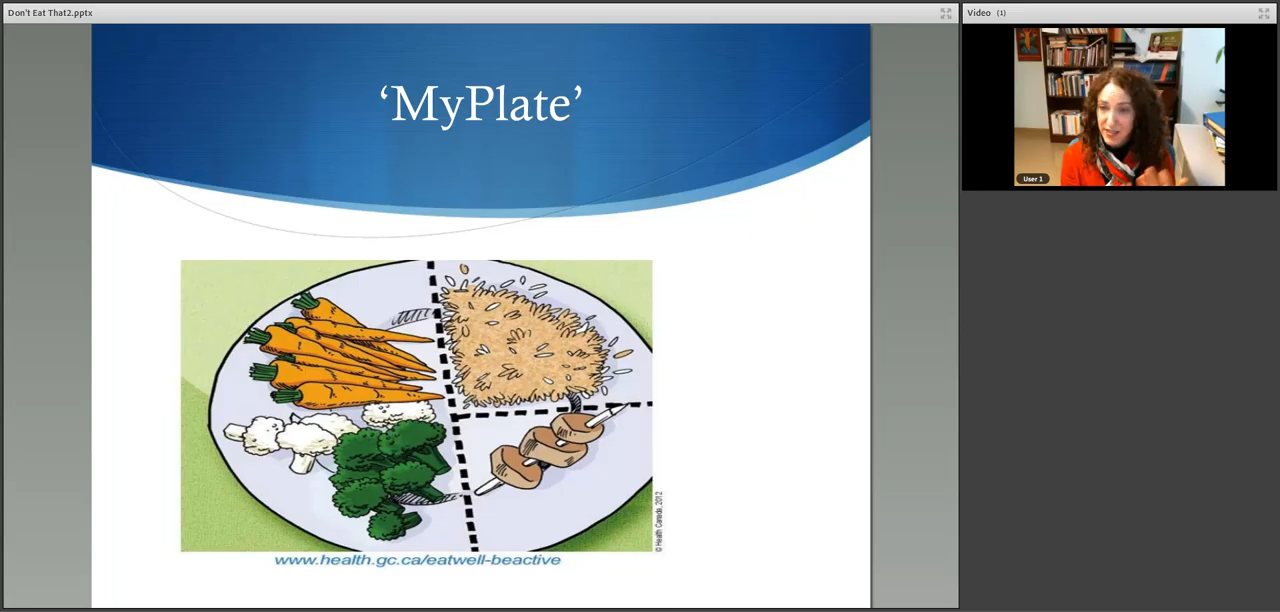 Don't Eat That2.pptx
Video (1)
‘MyPlate’
User 1
© Health Canada, 2012
www.health.gc.ca/eatwell-beactive